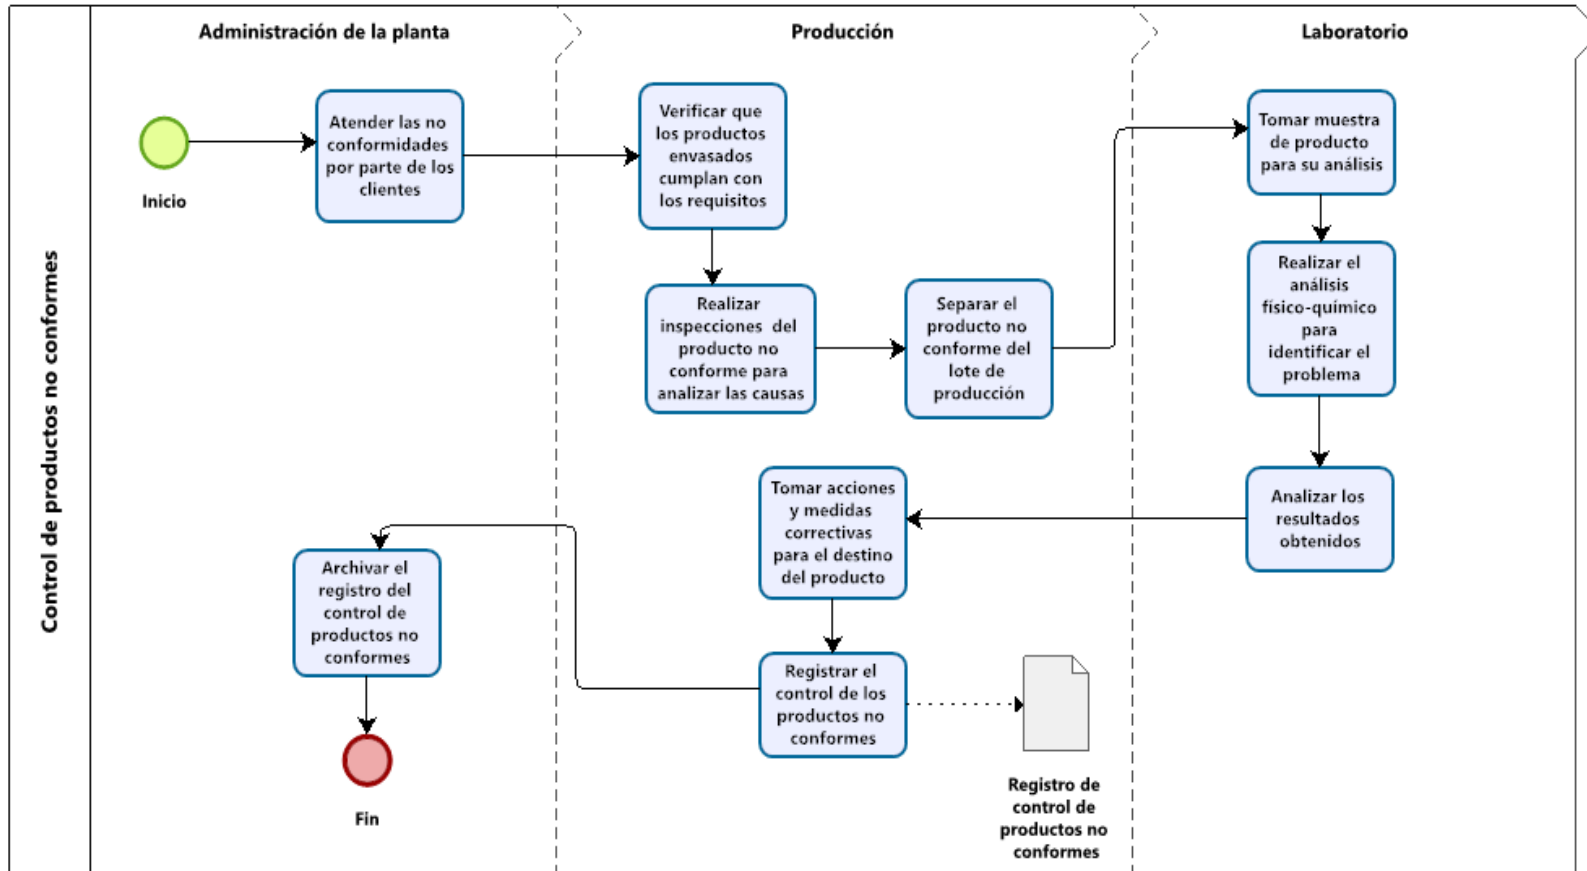 Control de productos no conformes
Administración de la planta
Producción
Laboratorio
Inicio
Atender las no
conformidades
por parte de los
clientes
Verificar que
los productos
envasados
cumplan con
los requisitos
Realizar
inspecciones del
producto no
conforme para
analizar las causas
Separar el
producto no
conforme del
lote de
producción
Tomar muestra
de producto
para su análisis
Realizar el
análisis
físico-químico
para
identificar el
problema
Analizar los
resultados
obtenidos
Tomar acciones
y medidas
correctivas
para el destino
del producto
Registrar el
control de los
productos no
conformes
Registro de
control de
productos no
conformes
Archivar el
registro del
control de
productos no
conformes
Fin